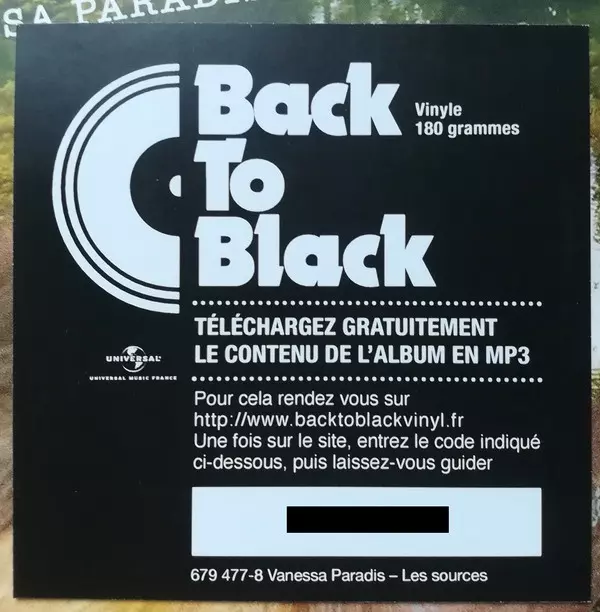 SA PARAD
Back
To
Black
Vinyle
180 grammes
TÉLÉCHARGEZ GRATUITEMENT
LE CONTENU DE L'ALBUM EN MP3
UNIVERSAL
UNIVERSAL MUSIC FRANCE
Pour cela rendez vous sur
http://www.backtoblackvinyl.fr
Une fois sur le site, entrez le code indiqué
ci-dessous, puis laissez-vous guider
679 477-8 Vanessa Paradis – Les sources